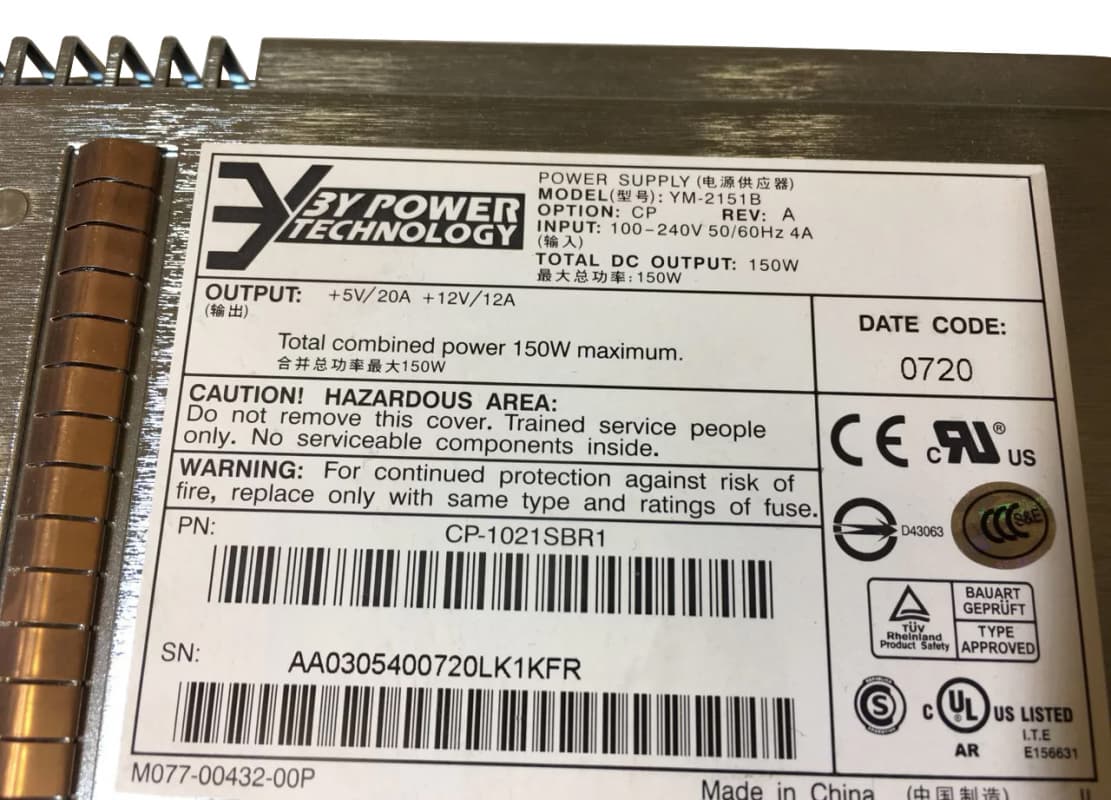 3Y POWER
TECHNOLOGY
POWER SUPPLY (电源供应器)
MODEL(型号): YM-2151B
OPTION: CP REV: A
INPUT: 100-240V 50/60Hz 4A
(输入)
TOTAL DC OUTPUT: 150W
最大总功率: 150W
OUTPUT: +5V/20A +12V/12A
(输出)
Total combined power 150W maximum.
合并总功率最大150W
DATE CODE:
0720
CAUTION! HAZARDOUS AREA:
Do not remove this cover. Trained service people
only. No serviceable components inside.
WARNING: For continued protection against risk of
fire, replace only with same type and ratings of fuse.
CE c RU ® US
D43063
CCC S&E
TÜV
Rheinland
Product Safety
BAUART
GEPRÜFT
TYPE
APPROVED
PN: CP-1021SBR1
SN: AA0305400720LK1KFR
S
C UL ® US LISTED
AR
I.T.E
E156631
M077-00432-00P
Made in China (中国制造)